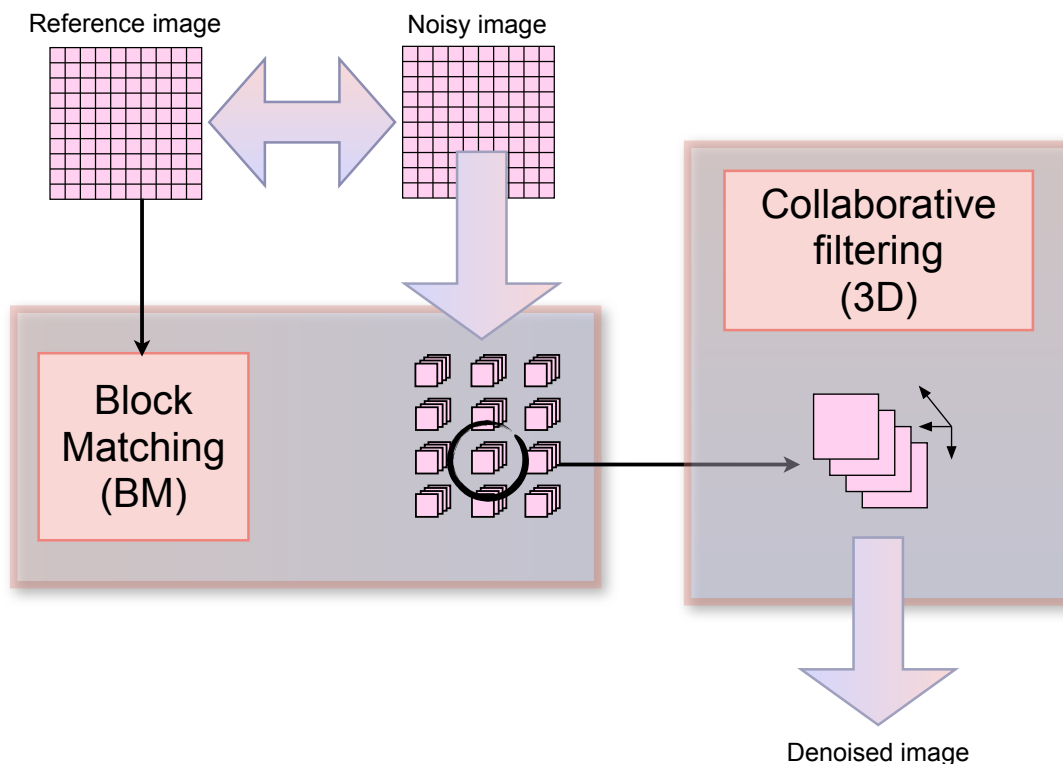 Reference image
Noisy image
Collaborative
filtering
(3D)
Block
Matching
(BM)
Denoised image